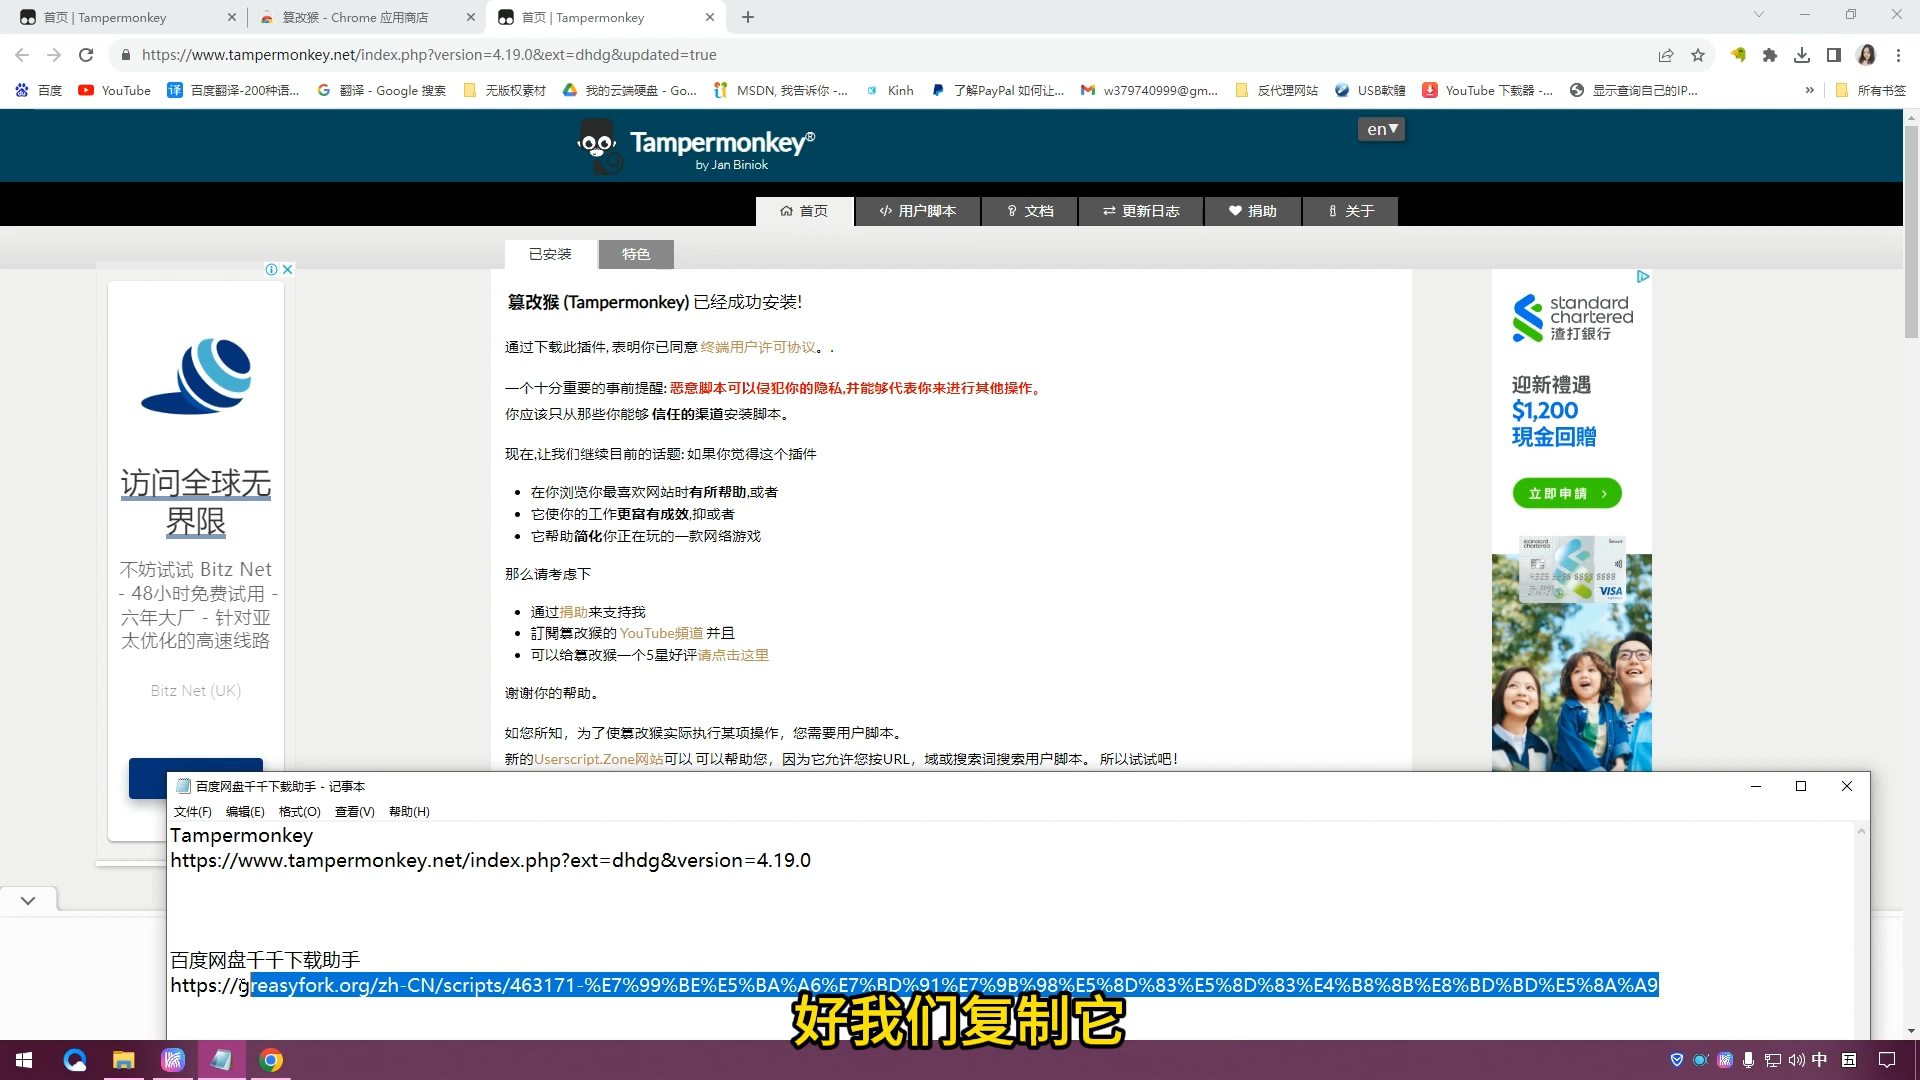 首页 | Tampermonkey
篡改猴 - Chrome 应用商店
首页 | Tampermonkey
https://www.tampermonkey.net/index.php?version=4.19.0&ext=dhdg&updated=true
百度
YouTube
译 百度翻译-200种语...
翻译 - Google 搜索
无版权素材
我的云端硬盘 - Go...
MSDN, 我告诉你 -...
Kinh
了解PayPal 如何让...
w379740999@gm...
反代理网站
USB軟體
YouTube 下载器 -...
显示查询自己的IP...
»
所有书签
Tampermonkey®
by Jan Biniok
en▼
首页
用户脚本
文档
更新日志
捐助
关于
已安装
特色
篡改猴 (Tampermonkey) 已经成功安装!
通过下载此插件, 表明你已同意 终端用户许可协议。.
一个十分重要的事前提醒: 恶意脚本可以侵犯你的隐私,并能够代表你来进行其他操作。
你应该只从那些你能够 信任的渠道安装脚本。
现在,让我们继续目前的话题: 如果你觉得这个插件
• 在你浏览你最喜欢网站时有所帮助,或者
• 它使你的工作更富有成效,抑或者
• 它帮助简化你正在玩的一款网络游戏
那么请考虑下
• 通过捐助来支持我
• 訂閱篡改猴的 YouTube頻道 并且
• 可以给篡改猴一个5星好评请点击这里
谢谢你的帮助。
如您所知，为了使篡改猴实际执行某项操作，您需要用户脚本。
新的Userscript.Zone网站可以 可以帮助您，因为它允许您按URL，域或搜索词搜索用户脚本。 所以试试吧！
访问全球无
界限
不妨试试 Bitz Net
- 48小时免费试用 -
六年大厂 - 针对亚
太优化的高速线路
Bitz Net (UK)
standard
chartered
渣打銀行
迎新禮遇
$1,200
現金回贈
立即申請 >
standard
chartered
Smart
VISA
百度网盘千千下载助手 - 记事本
文件(F)
编辑(E)
格式(O)
查看(V)
帮助(H)
Tampermonkey
https://www.tampermonkey.net/index.php?ext=dhdg&version=4.19.0
百度网盘千千下载助手
https://greasyfork.org/zh-CN/scripts/463171-%E7%99%BE%E5%BA%A6%E7%BD%91%E7%9B%98%E5%8D%83%E5%8D%83%E4%B8%8B%E8%BD%BD%E5%8A%A9
好我们复制它
中
五